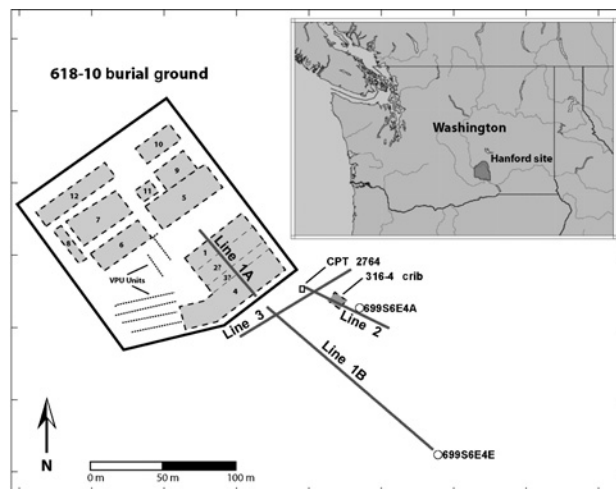 618-10 burial ground
Washington
Hanford site
10
9
11
5
12
7
8
6
VPU Units
1
2?
3?
4
Line 1A
CPT 2764
316-4 crib
699S6E4A
Line 2
Line 3
Line 1B
699S6E4E
N
0 m
50 m
100 m